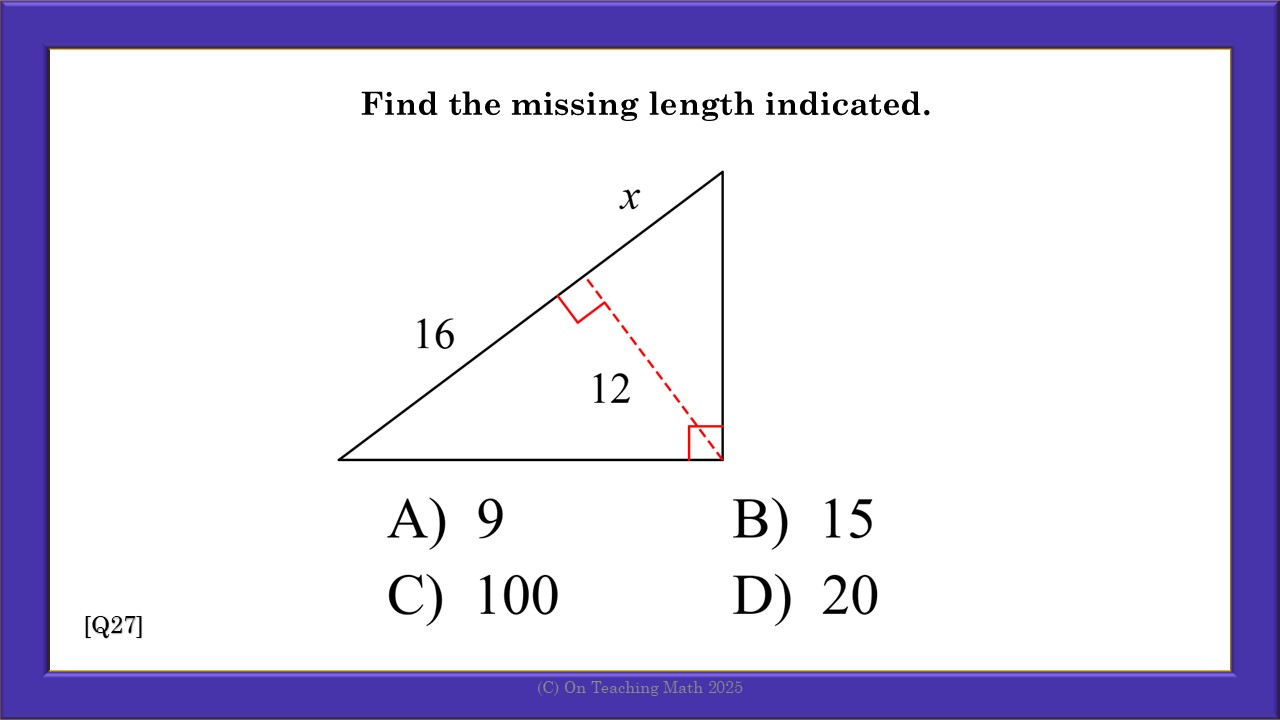 Find the missing length indicated.
x
16
12
A) 9 B) 15
C) 100 D) 20
[Q27]
(C) On Teaching Math 2025